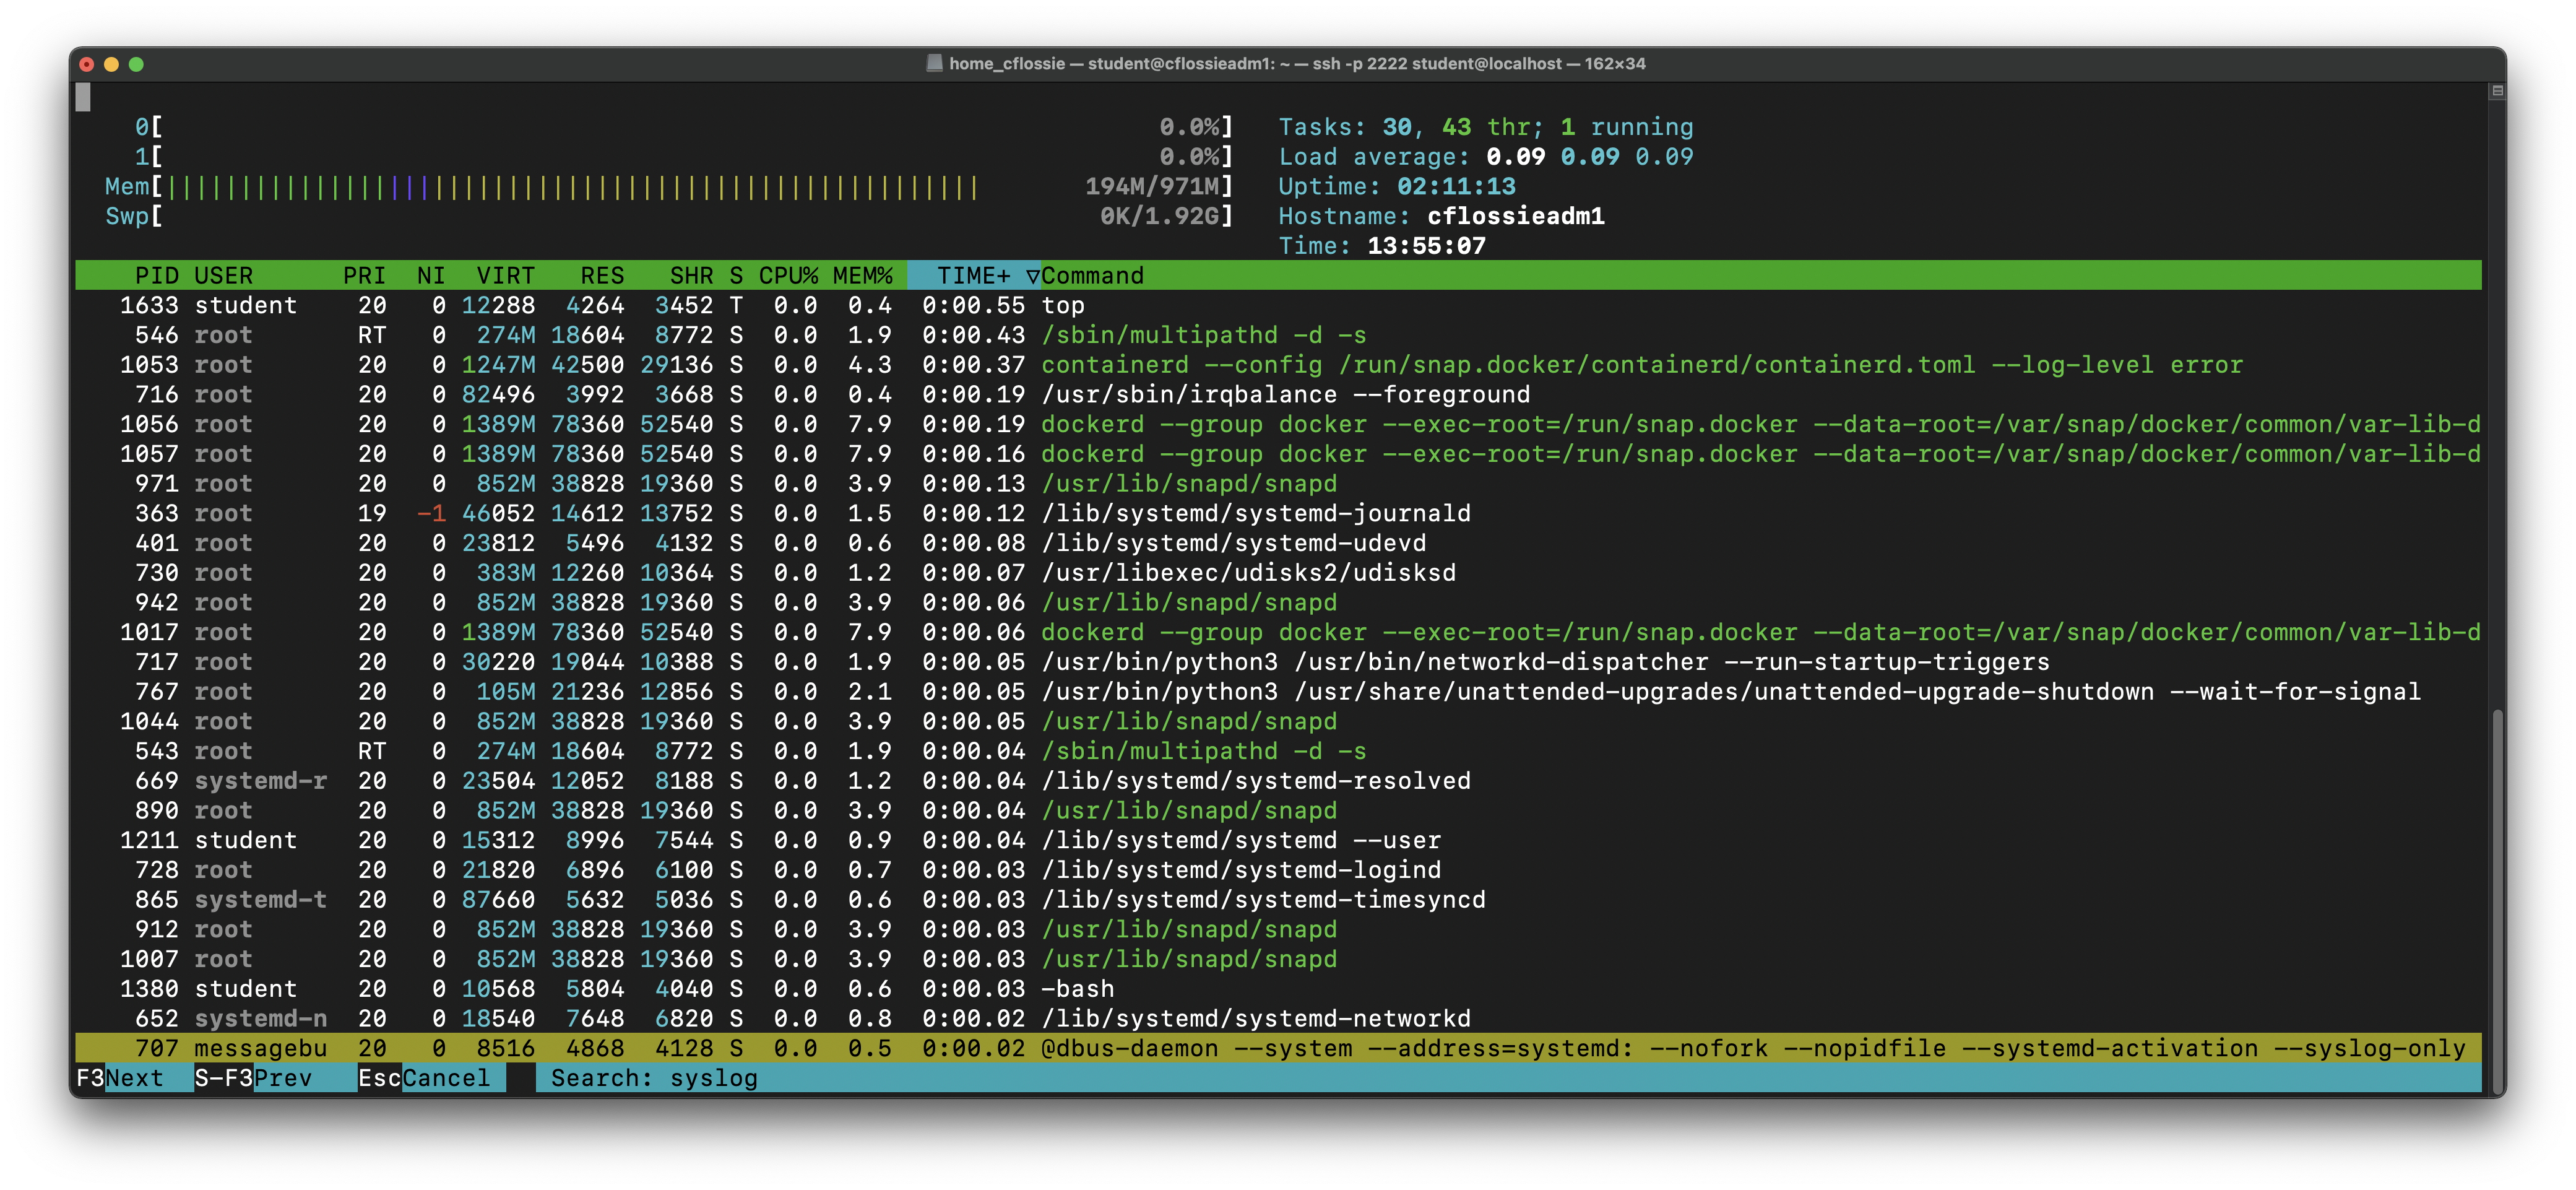 home_cflossie — student@cflossieadm1: ~ — ssh -p 2222 student@localhost — 162×34
0[ 0.0%] Tasks: 30, 43 thr; 1 running
1[ 0.0%] Load average: 0.09 0.09 0.09
Mem[||||||||||||||||||||||||||||||||||||||||||||||||||||||| 194M/971M] Uptime: 02:11:13
Swp[ 0K/1.92G] Hostname: cflossieadm1
Time: 13:55:07
PID USER PRI NI VIRT RES SHR S CPU% MEM% TIME+ ▽Command
1633 student 20 0 12288 4264 3452 T 0.0 0.4 0:00.55 top
546 root RT 0 274M 18604 8772 S 0.0 1.9 0:00.43 /sbin/multipathd -d -s
1053 root 20 0 1247M 42500 29136 S 0.0 4.3 0:00.37 containerd --config /run/snap.docker/containerd/containerd.toml --log-level error
716 root 20 0 82496 3992 3668 S 0.0 0.4 0:00.19 /usr/sbin/irqbalance --foreground
1056 root 20 0 1389M 78360 52540 S 0.0 7.9 0:00.19 dockerd --group docker --exec-root=/run/snap.docker --data-root=/var/snap/docker/common/var-lib-d
1057 root 20 0 1389M 78360 52540 S 0.0 7.9 0:00.16 dockerd --group docker --exec-root=/run/snap.docker --data-root=/var/snap/docker/common/var-lib-d
971 root 20 0 852M 38828 19360 S 0.0 3.9 0:00.13 /usr/lib/snapd/snapd
363 root 19 -1 46052 14612 13752 S 0.0 1.5 0:00.12 /lib/systemd/systemd-journald
401 root 20 0 23812 5496 4132 S 0.0 0.6 0:00.08 /lib/systemd/systemd-udevd
730 root 20 0 383M 12260 10364 S 0.0 1.2 0:00.07 /usr/libexec/udisks2/udisksd
942 root 20 0 852M 38828 19360 S 0.0 3.9 0:00.06 /usr/lib/snapd/snapd
1017 root 20 0 1389M 78360 52540 S 0.0 7.9 0:00.06 dockerd --group docker --exec-root=/run/snap.docker --data-root=/var/snap/docker/common/var-lib-d
717 root 20 0 30220 19044 10388 S 0.0 1.9 0:00.05 /usr/bin/python3 /usr/bin/networkd-dispatcher --run-startup-triggers
767 root 20 0 105M 21236 12856 S 0.0 2.1 0:00.05 /usr/bin/python3 /usr/share/unattended-upgrades/unattended-upgrade-shutdown --wait-for-signal
1044 root 20 0 852M 38828 19360 S 0.0 3.9 0:00.05 /usr/lib/snapd/snapd
543 root RT 0 274M 18604 8772 S 0.0 1.9 0:00.04 /sbin/multipathd -d -s
669 systemd-r 20 0 23504 12052 8188 S 0.0 1.2 0:00.04 /lib/systemd/systemd-resolved
890 root 20 0 852M 38828 19360 S 0.0 3.9 0:00.04 /usr/lib/snapd/snapd
1211 student 20 0 15312 8996 7544 S 0.0 0.9 0:00.04 /lib/systemd/systemd --user
728 root 20 0 21820 6896 6100 S 0.0 0.7 0:00.03 /lib/systemd/systemd-logind
865 systemd-t 20 0 87660 5632 5036 S 0.0 0.6 0:00.03 /lib/systemd/systemd-timesyncd
912 root 20 0 852M 38828 19360 S 0.0 3.9 0:00.03 /usr/lib/snapd/snapd
1007 root 20 0 852M 38828 19360 S 0.0 3.9 0:00.03 /usr/lib/snapd/snapd
1380 student 20 0 10568 5804 4040 S 0.0 0.6 0:00.03 -bash
652 systemd-n 20 0 18540 7648 6820 S 0.0 0.8 0:00.02 /lib/systemd/systemd-networkd
707 messagebu 20 0 8516 4868 4128 S 0.0 0.5 0:00.02 @dbus-daemon --system --address=systemd: --nofork --nopidfile --systemd-activation --syslog-only
F3Next S-F3Prev EscCancel Search: syslog